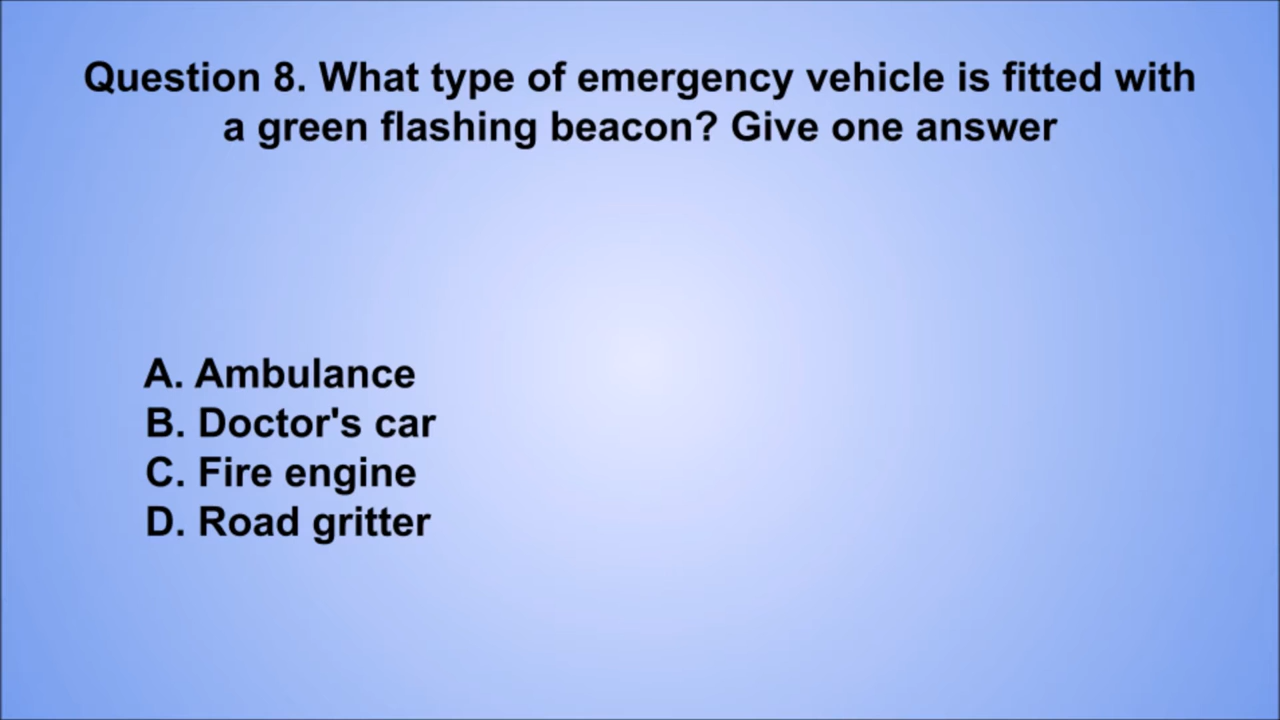 Question 8. What type of emergency vehicle is fitted with
a green flashing beacon? Give one answer
A. Ambulance
B. Doctor's car
C. Fire engine
D. Road gritter